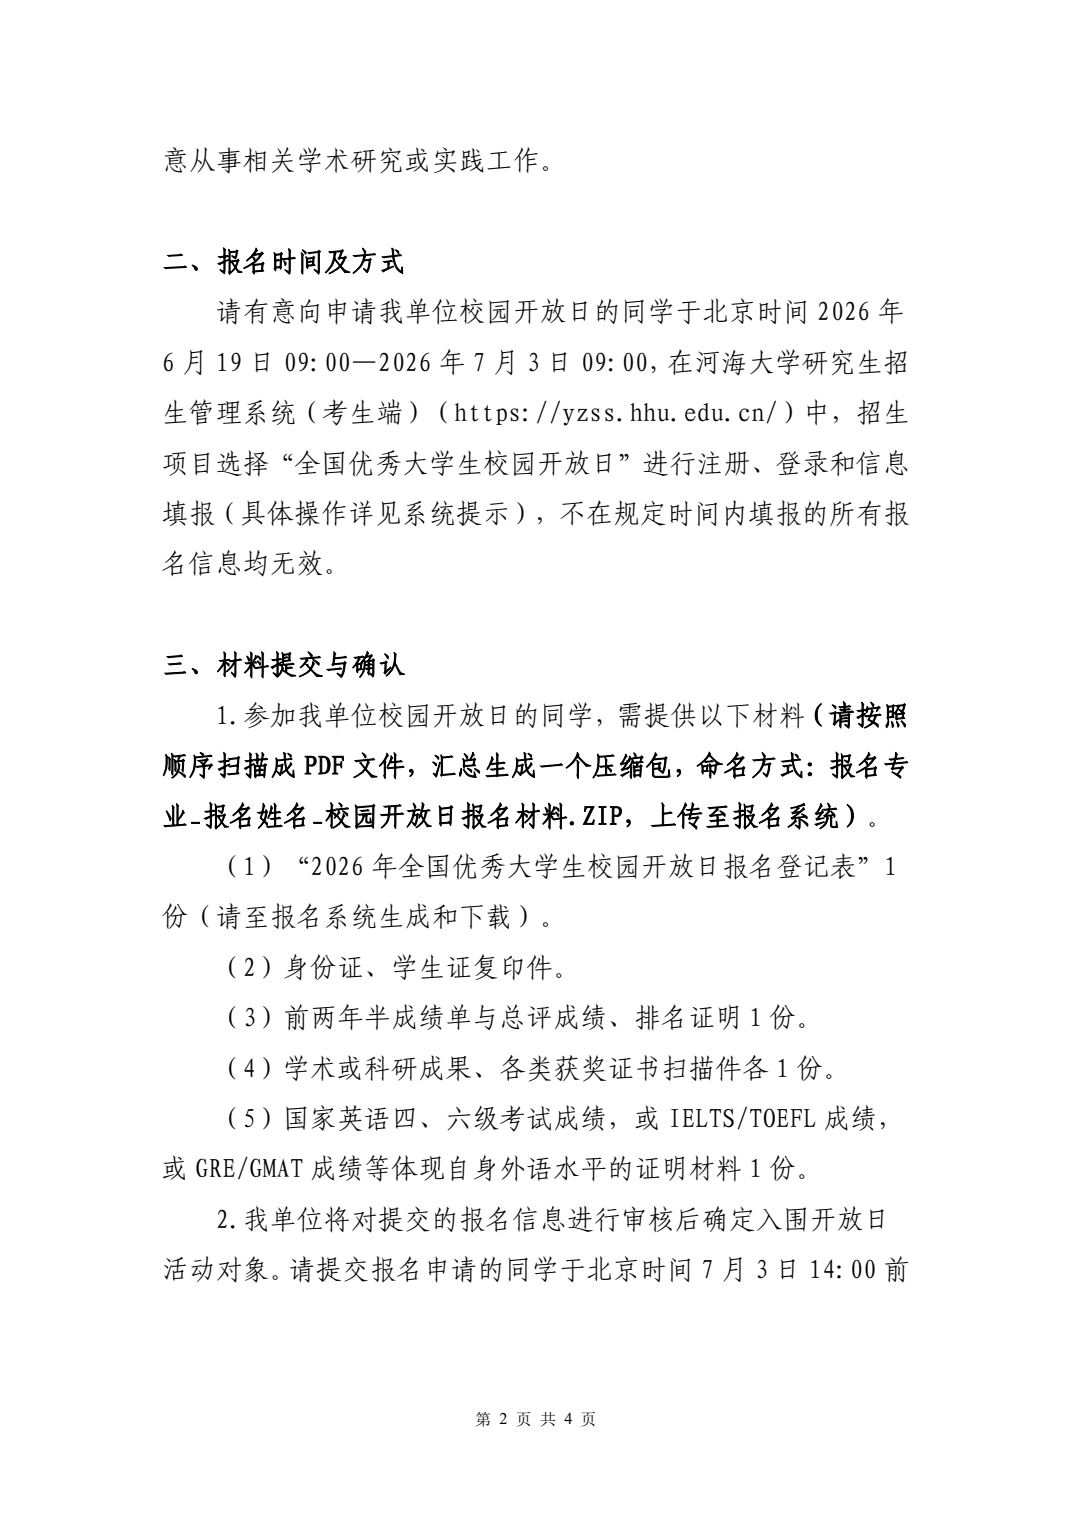 意从事相关学术研究或实践工作。
二、报名时间及方式
请有意向申请我单位校园开放日的同学于北京时间 2026 年
6 月 19 日 09:00—2026 年 7 月 3 日 09:00，在河海大学研究生招
生管理系统（考生端）（https://yzss.hhu.edu.cn/）中，招生
项目选择“全国优秀大学生校园开放日”进行注册、登录和信息
填报（具体操作详见系统提示），不在规定时间内填报的所有报
名信息均无效。
三、材料提交与确认
1.参加我单位校园开放日的同学，需提供以下材料（请按照
顺序扫描成 PDF 文件，汇总生成一个压缩包，命名方式：报名专
业_报名姓名_校园开放日报名材料.ZIP，上传至报名系统）。
（1）“2026 年全国优秀大学生校园开放日报名登记表”1
份（请至报名系统生成和下载）。
（2）身份证、学生证复印件。
（3）前两年半成绩单与总评成绩、排名证明 1 份。
（4）学术或科研成果、各类获奖证书扫描件各 1 份。
（5）国家英语四、六级考试成绩，或 IELTS/TOEFL 成绩，
或 GRE/GMAT 成绩等体现自身外语水平的证明材料 1 份。
2.我单位将对提交的报名信息进行审核后确定入围开放日
活动对象。请提交报名申请的同学于北京时间 7 月 3 日 14:00 前
第 2 页 共 4 页